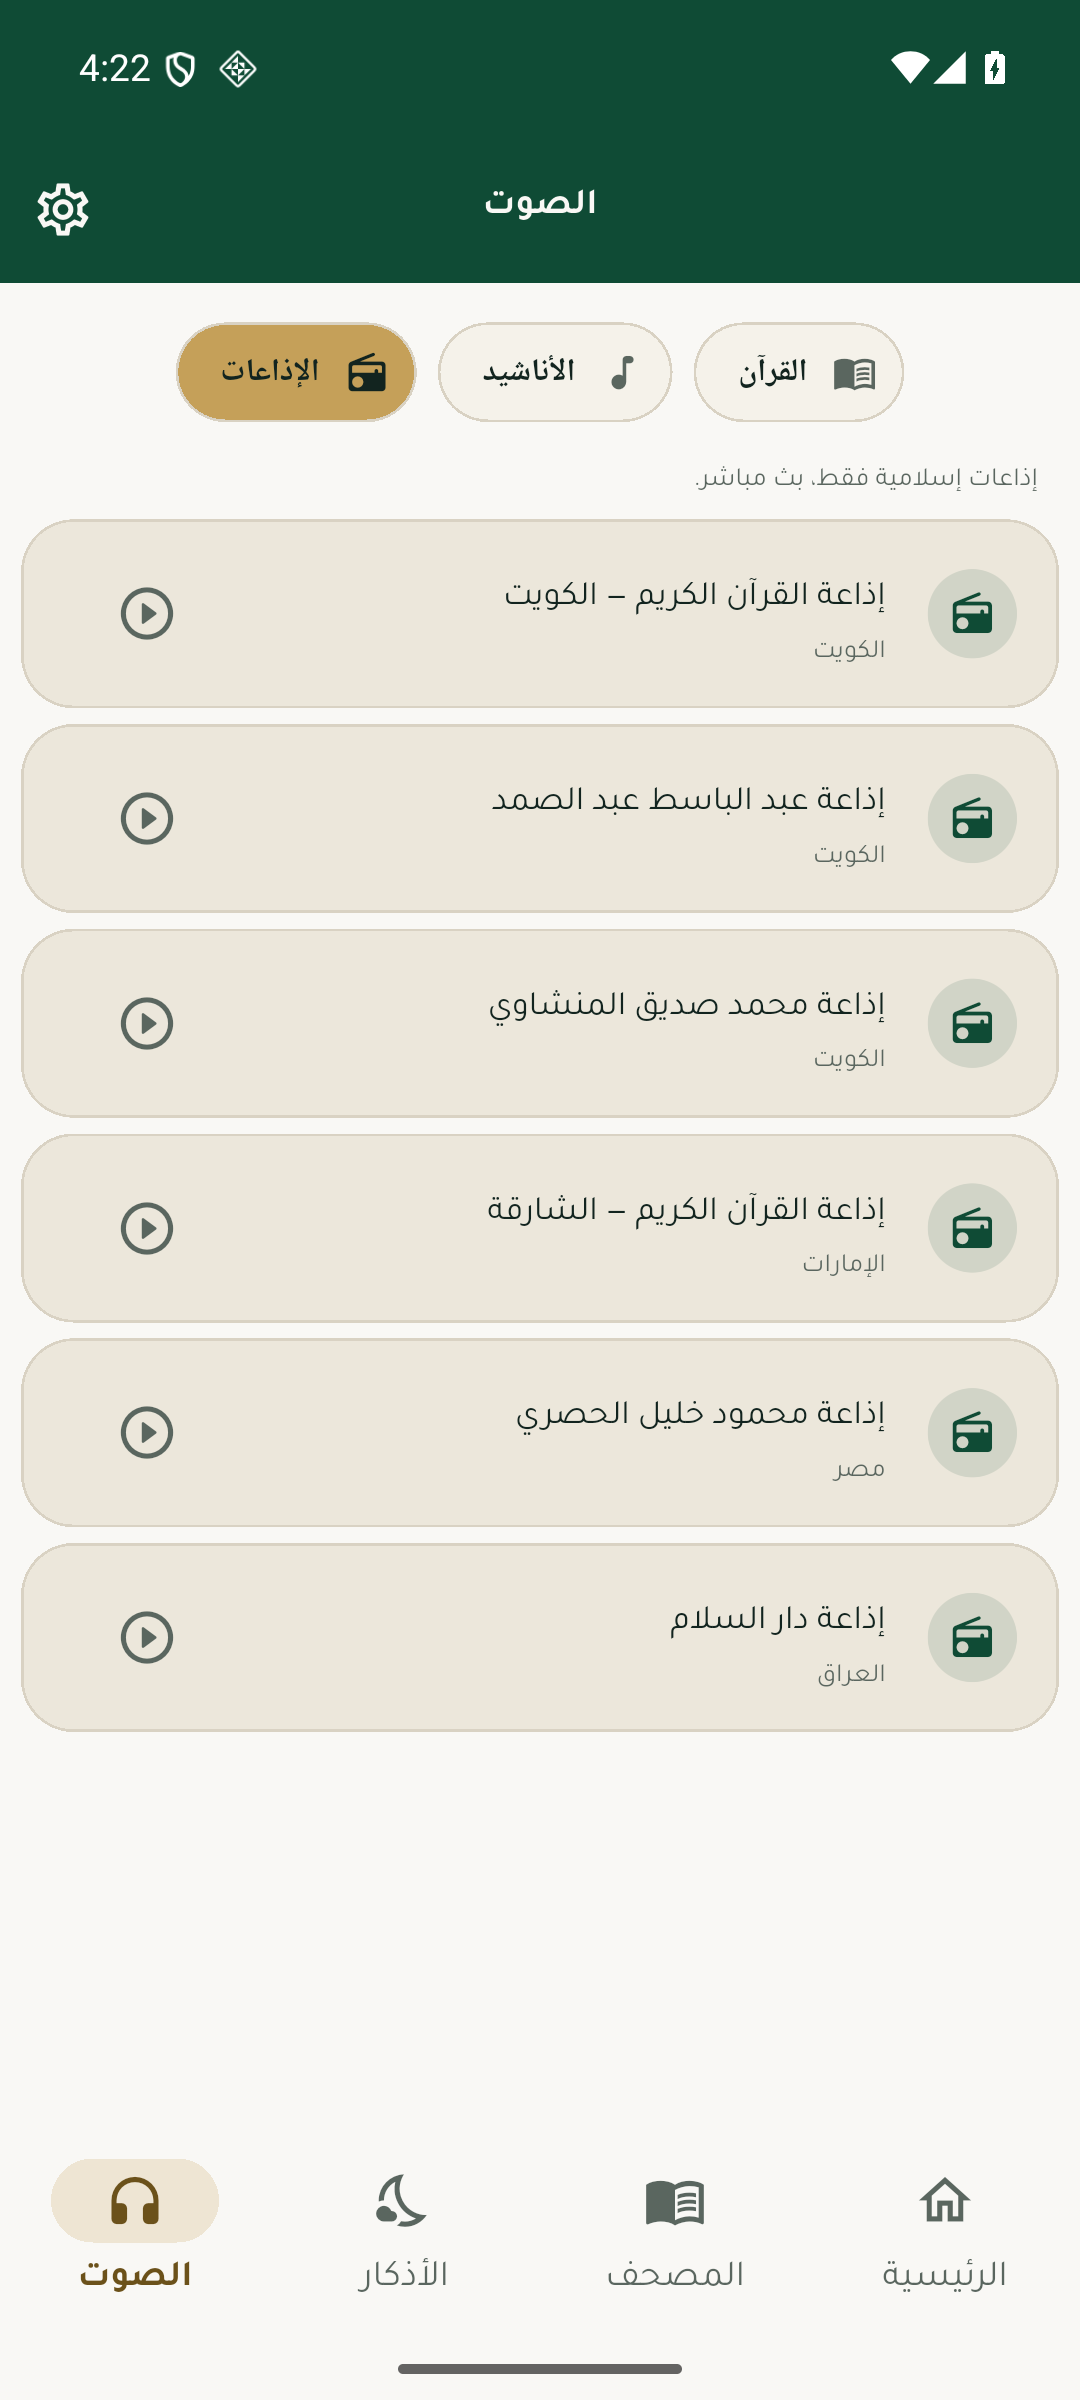 4:22
الصوت
القرآن
الأناشيد
الإذاعات
إذاعات إسلامية فقط، بث مباشر.
إذاعة القرآن الكريم – الكويت
الكويت
إذاعة عبد الباسط عبد الصمد
الكويت
إذاعة محمد صديق المنشاوي
الكويت
إذاعة القرآن الكريم – الشارقة
الإمارات
إذاعة محمود خليل الحصري
مصر
إذاعة دار السلام
العراق
الرئيسية
المصحف
الأذكار
الصوت